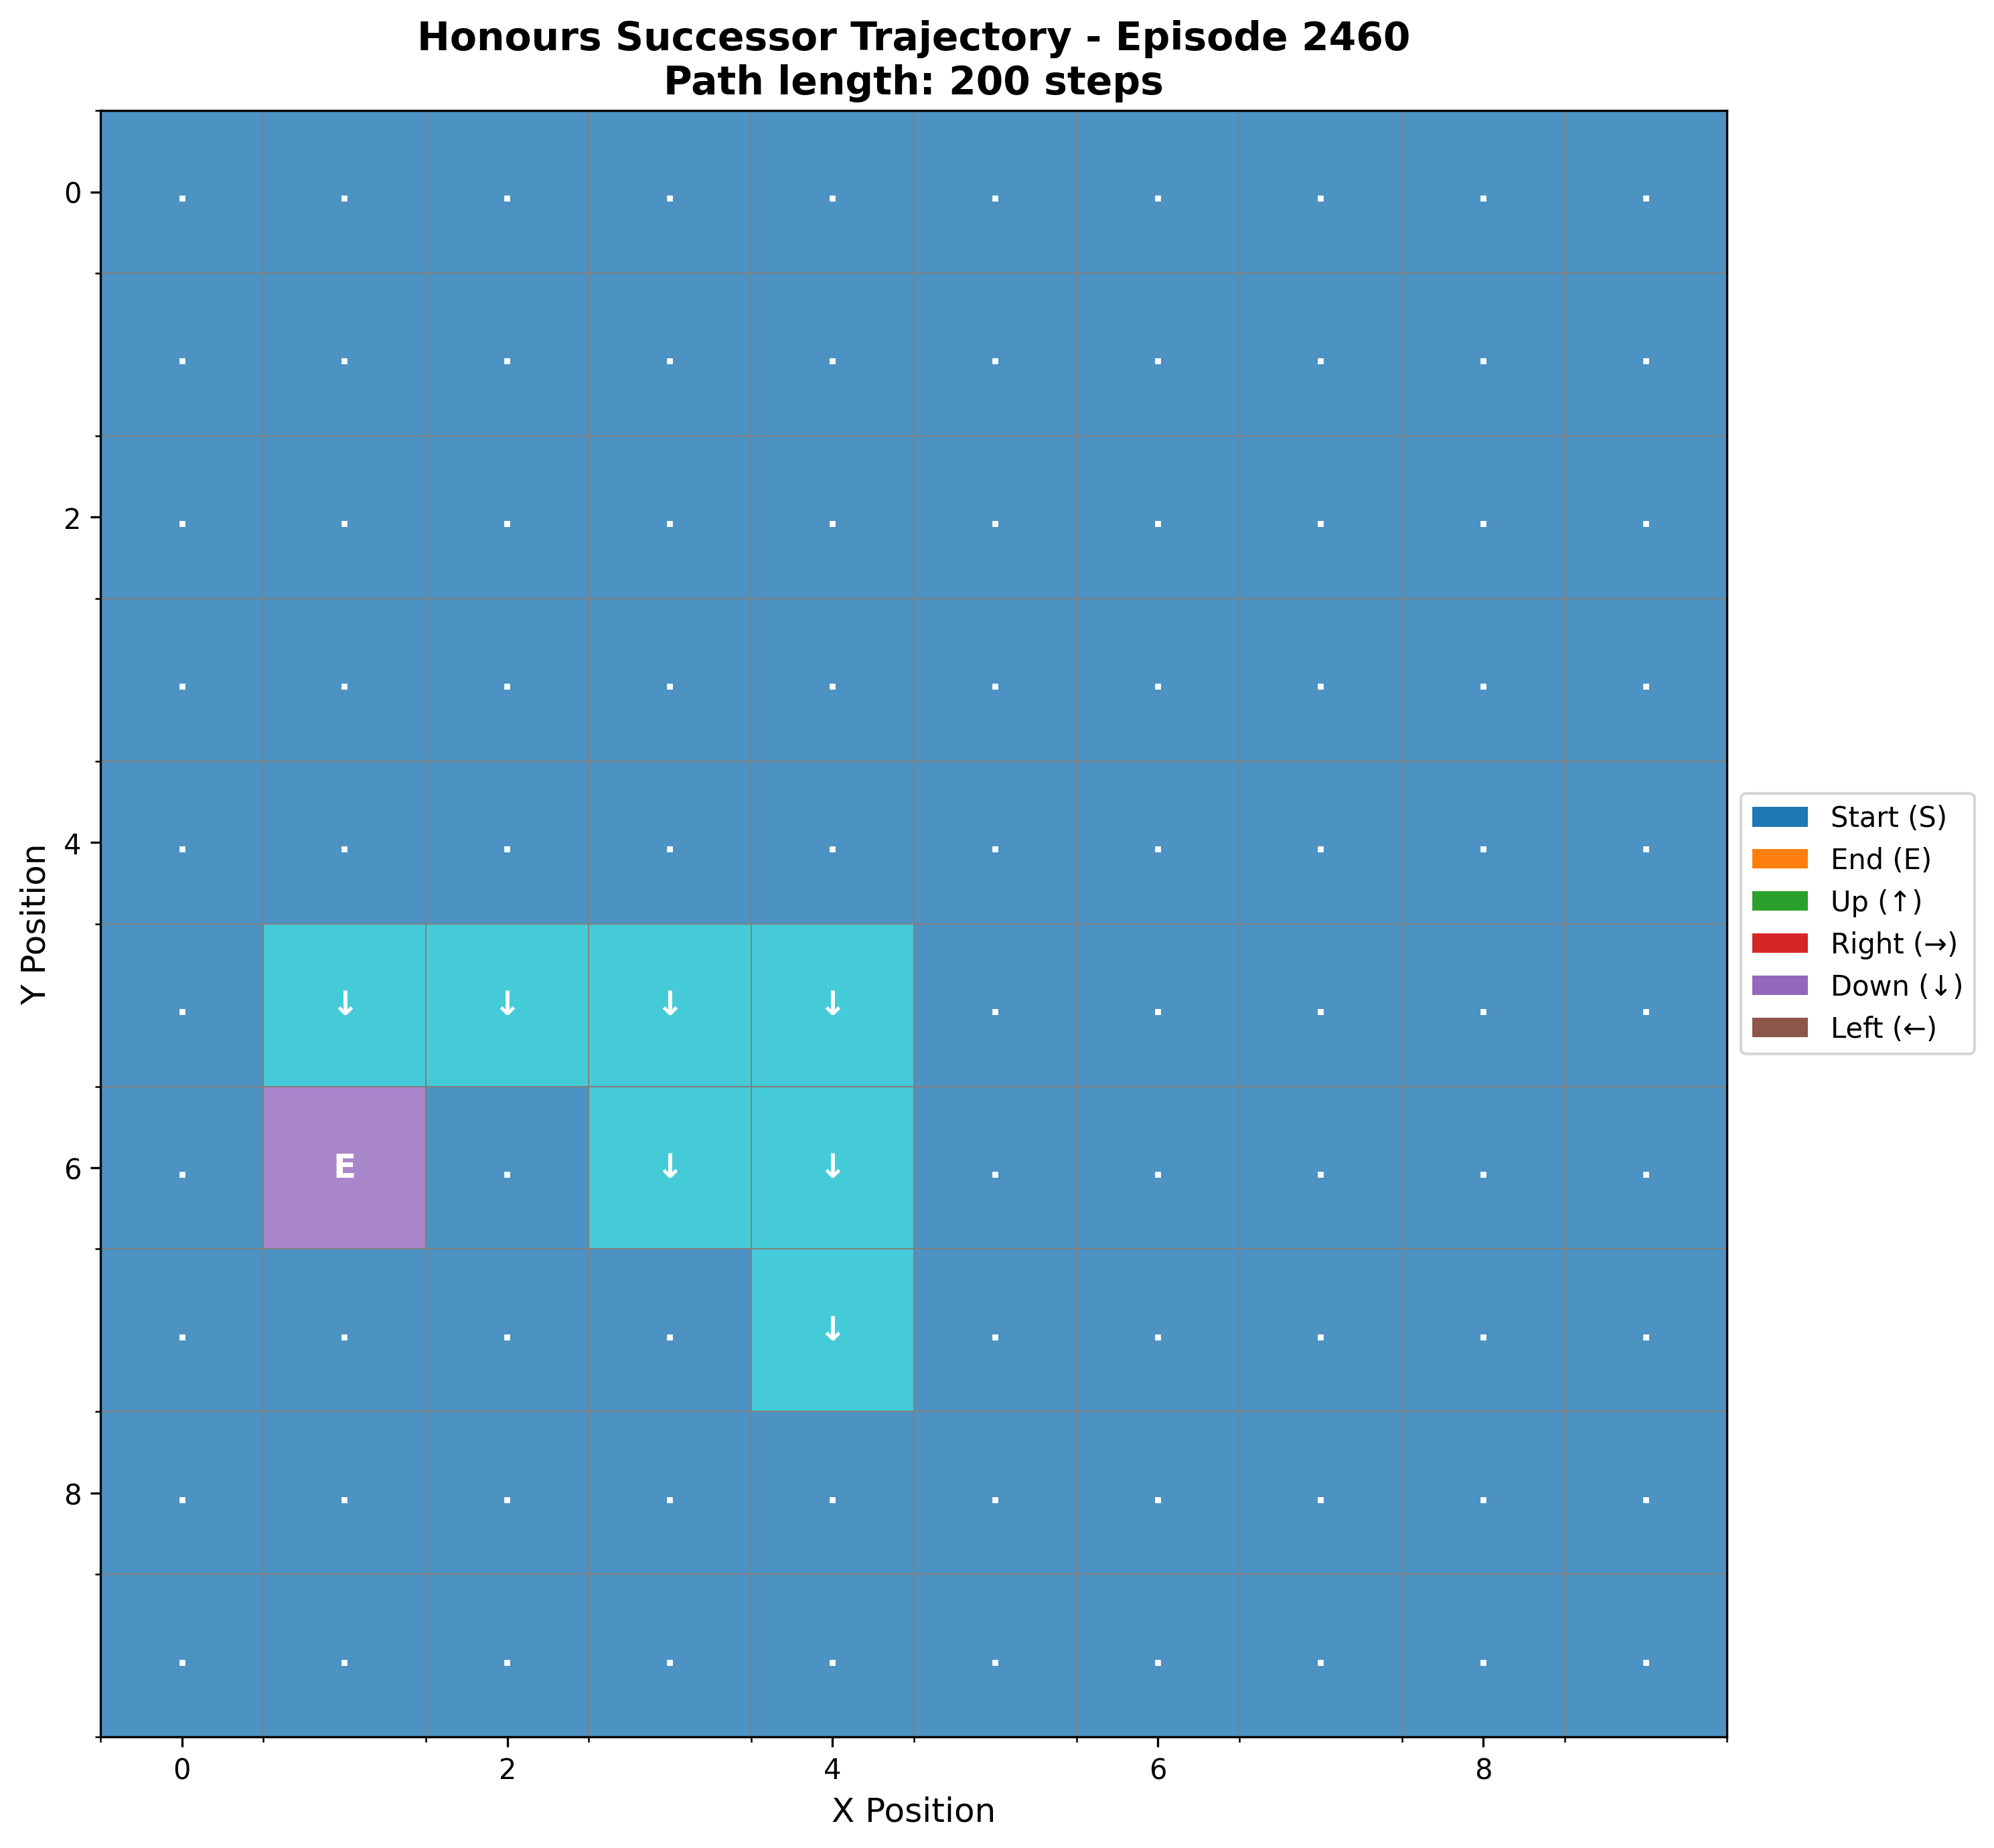 Honours Successor Trajectory - Episode 2460
Path length: 200 steps
0
2
4
Y Position
6
8
↓ ↓ ↓ ↓
E ↓ ↓
↓
0 2 4 6 8
X Position
Start (S)
End (E)
Up (↑)
Right (→)
Down (↓)
Left (←)